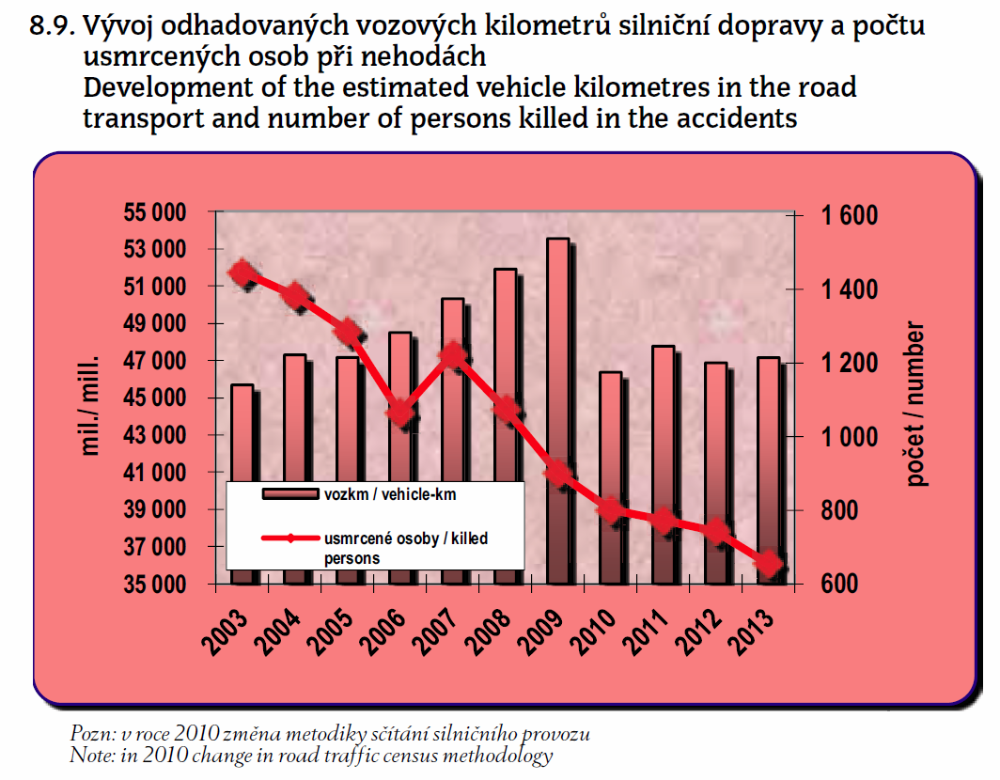 8.9. Vývoj odhadovaných vozových kilometrů silniční dopravy a počtu
usmrcených osob při nehodách
Development of the estimated vehicle kilometres in the road
transport and number of persons killed in the accidents
55 000
53 000
51 000
49 000
47 000
45 000
43 000
41 000
39 000
37 000
35 000
mil./ mill.
1 600
1 400
1 200
1 000
800
600
počet / number
vozkm / vehicle-km
usmrcené osoby / killed
persons
2003
2004
2005
2006
2007
2008
2009
2010
2011
2012
2013
Pozn: v roce 2010 změna metodiky sčítání silničního provozu
Note: in 2010 change in road traffic census methodology